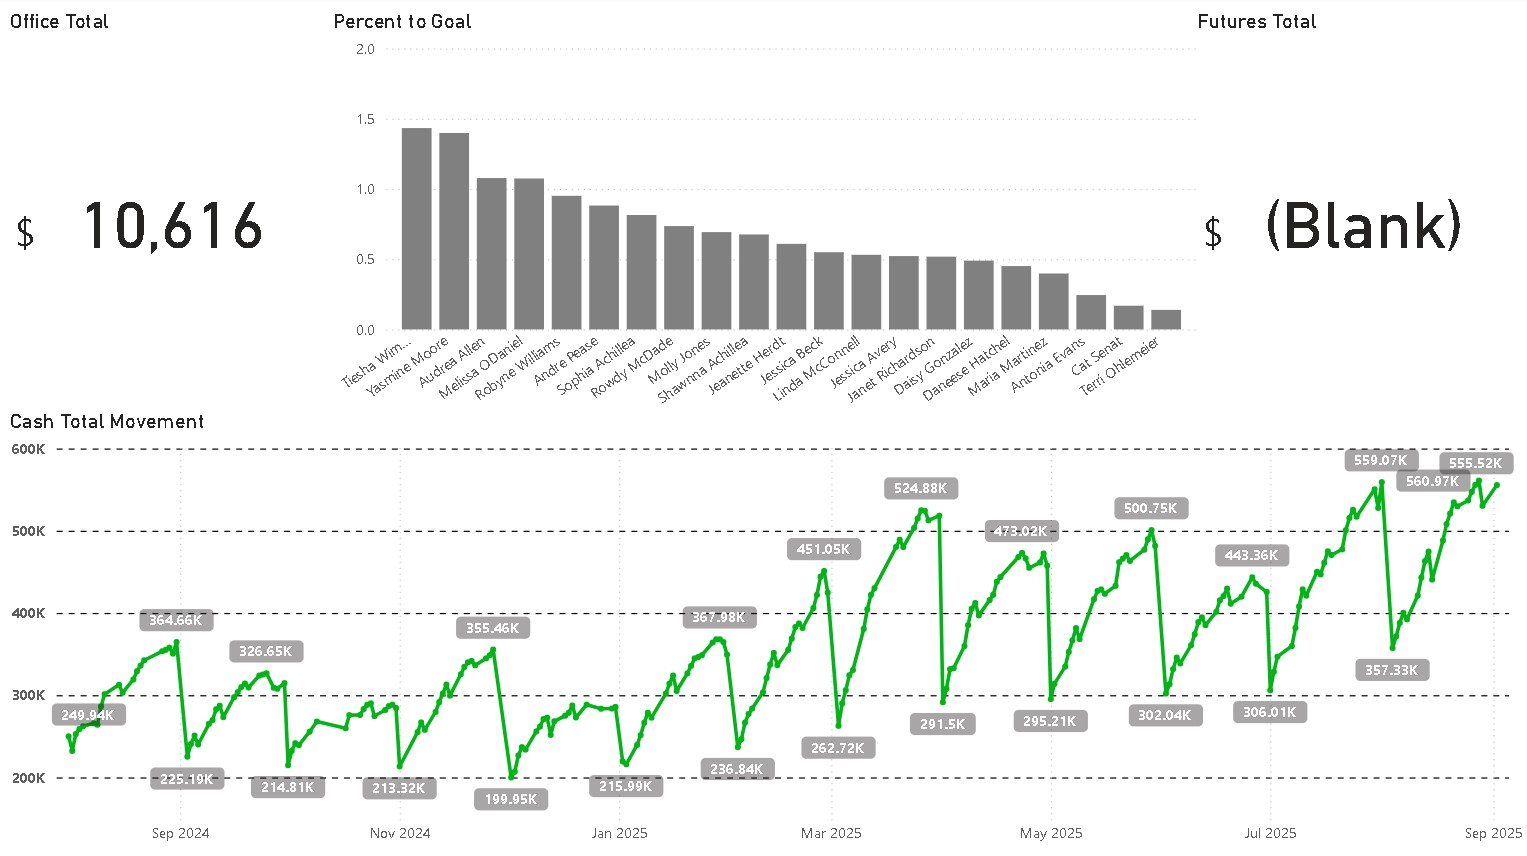 Office Total
Percent to Goal
Futures Total
2.0
1.5
1.0
0.5
0.0
$ 10,616
$ (Blank)
Tiesha Wim...
Yasmine Moore
Audrea Allen
Melissa ODaniel
Robyne Williams
Andre Pease
Sophia Achillea
Rowdy McDade
Molly Jones
Shawnna Achillea
Jeanette Herdt
Jessica Beck
Linda McConnell
Jessica Avery
Janet Richardson
Daisy Gonzalez
Daneese Hatchel
Maria Martinez
Antonia Evans
Cat Senat
Terri Ohlemeier
Cash Total Movement
600K
500K
400K
300K
200K
249.94K
364.66K
225.19K
326.65K
214.81K
213.32K
355.46K
199.95K
215.99K
367.98K
236.84K
451.05K
262.72K
524.88K
291.5K
473.02K
295.21K
500.75K
302.04K
443.36K
306.01K
559.07K
357.33K
560.97K
555.52K
Sep 2024
Nov 2024
Jan 2025
Mar 2025
May 2025
Jul 2025
Sep 2025